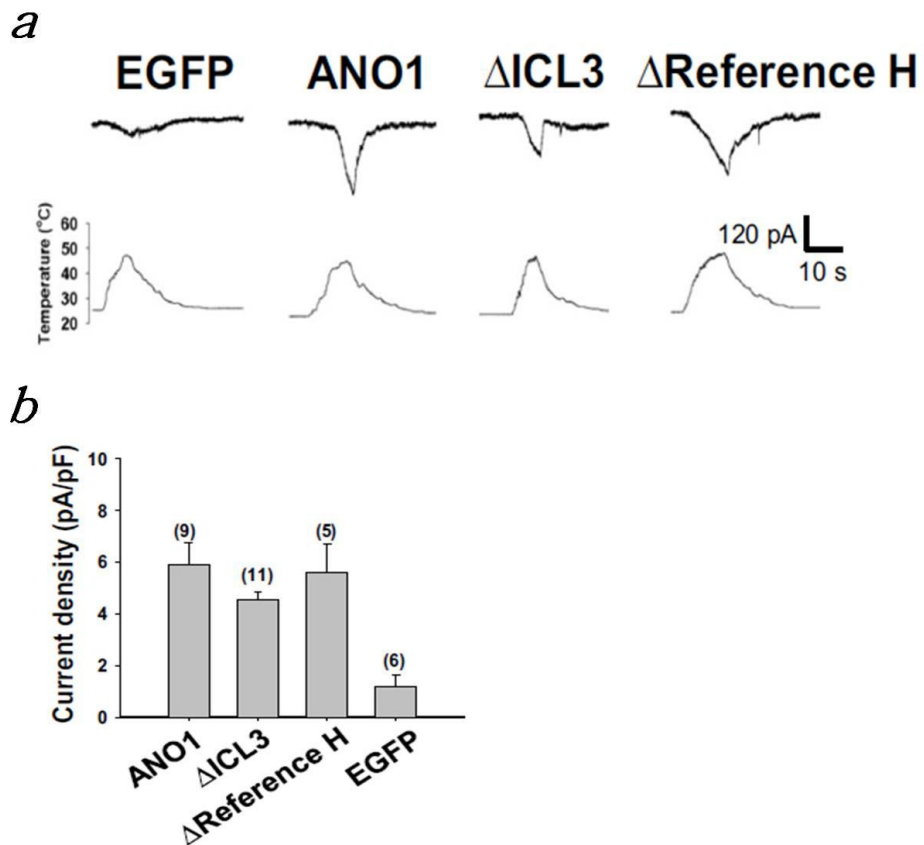 a
EGFP ANO1 ΔICL3 ΔReference H
Temperature (°C)
60
50
40
30
20
120 pA
10 s
b
Current density (pA/pF)
10
8
6
4
2
0
(9)
(11)
(5)
(6)
ANO1
ΔICL3
ΔReference H
EGFP